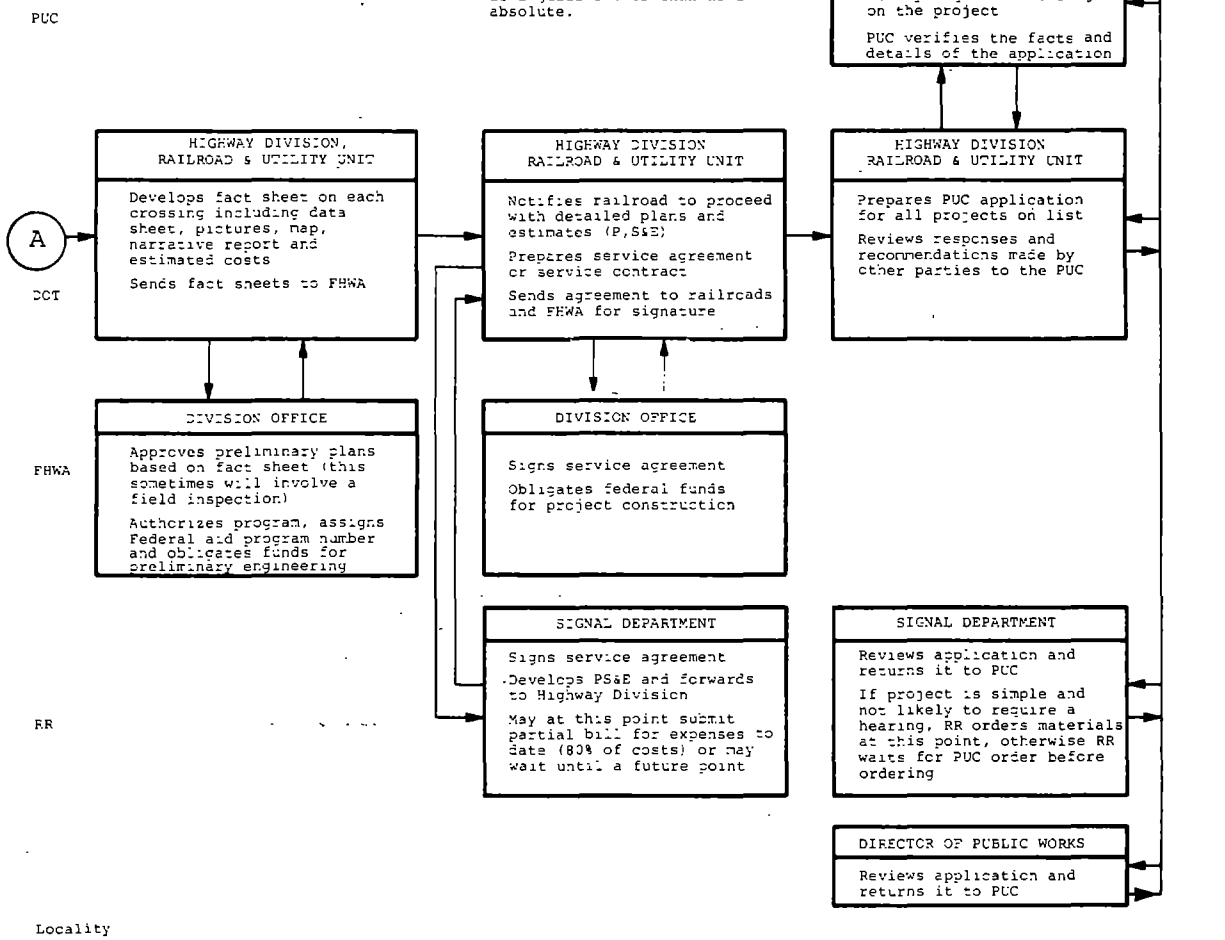 PUC
absolute.
on the project
PUC verifies the facts and
details of the application
HIGHWAY DIVISION,
RAILROAD & UTILITY UNIT
Develops fact sheet on each
crossing including data
sheet, pictures, map,
narrative report and
estimated costs
Sends fact sheets to FHWA
HIGHWAY DIVISION
RAILROAD & UTILITY UNIT
Notifies railroad to proceed
with detailed plans and
estimates (P,S&E)
Prepares service agreement
or service contract
Sends agreement to railroads
and FHWA for signature
HIGHWAY DIVISION
RAILROAD & UTILITY UNIT
Prepares PUC application
for all projects on list
Reviews responses and
recommendations made by
other parties to the PUC
A
DOT
DIVISION OFFICE
Approves preliminary plans
based on fact sheet (this
sometimes will involve a
field inspection)
Authorizes program, assigns
Federal aid program number
and obligates funds for
preliminary engineering
DIVISION OFFICE
Signs service agreement
Obligates federal funds
for project construction
FHWA
SIGNAL DEPARTMENT
Signs service agreement
Develops PS&E and forwards
to Highway Division
May at this point submit
partial bill for expenses to
date (80% of costs) or may
wait until a future point
SIGNAL DEPARTMENT
Reviews application and
returns it to PUC
If project is simple and
not likely to require a
hearing, RR orders materials
at this point, otherwise RR
waits for PUC order before
ordering
RR
DIRECTOR OF PUBLIC WORKS
Reviews application and
returns it to PUC
Locality